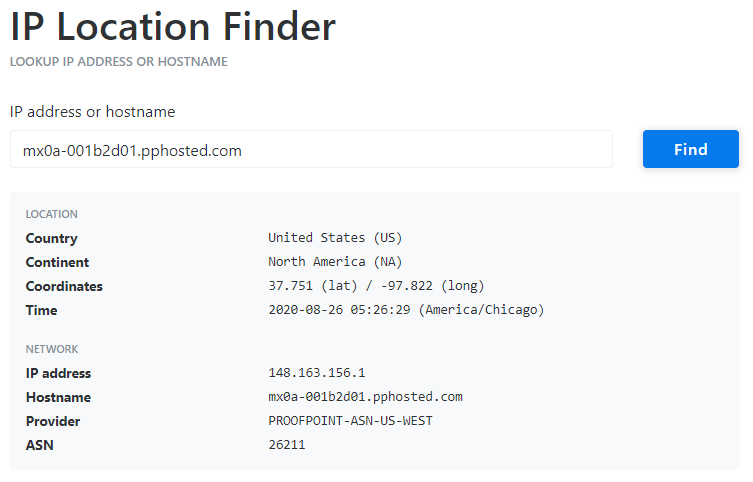 IP Location Finder
LOOKUP IP ADDRESS OR HOSTNAME
IP address or hostname
mx0a-001b2d01.pphosted.com Find
LOCATION
Country United States (US)
Continent North America (NA)
Coordinates 37.751 (lat) / -97.822 (long)
Time 2020-08-26 05:26:29 (America/Chicago)
NETWORK
IP address 148.163.156.1
Hostname mx0a-001b2d01.pphosted.com
Provider PROOFPOINT-ASN-US-WEST
ASN 26211